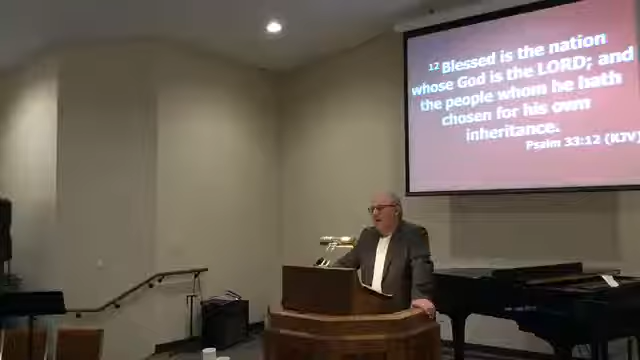 12 Blessed is the nation
whose God is the LORD; and
the people whom he hath
chosen for his own
inheritance.
Psalm 33:12 (KJV)